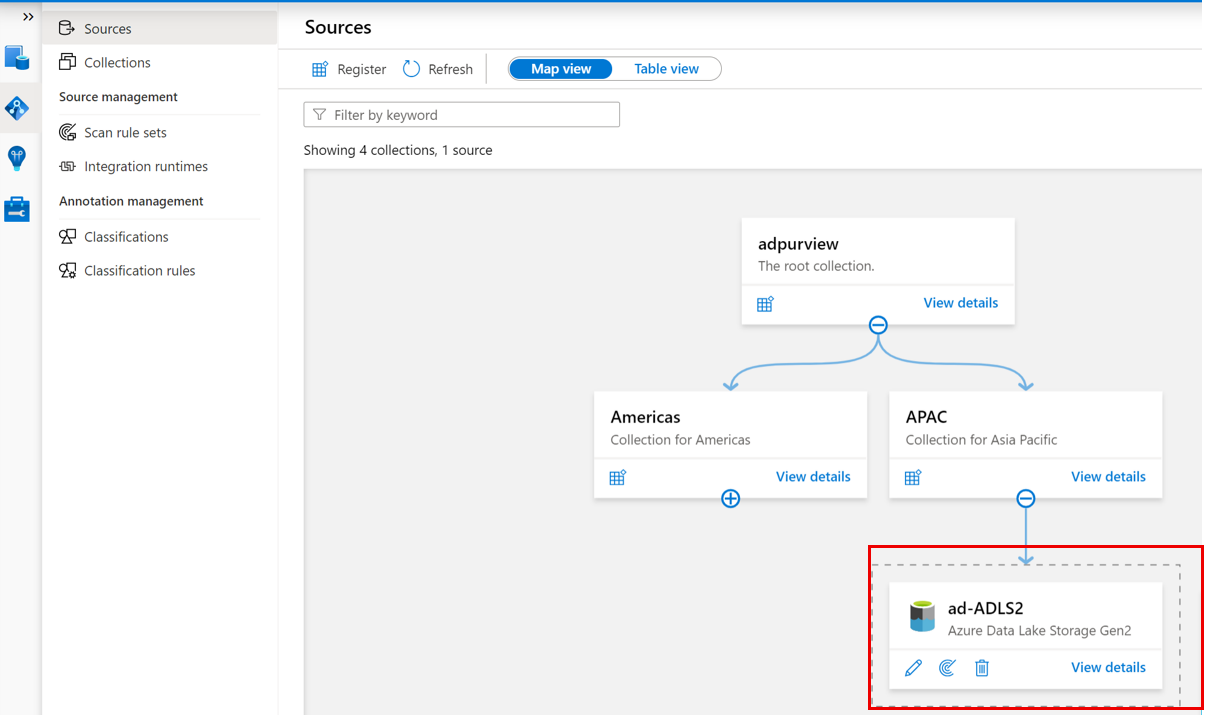 Sources
Collections
Source management
Scan rule sets
Integration runtimes
Annotation management
Classifications
Classification rules
Sources
Register Refresh Map view Table view
Filter by keyword
Showing 4 collections, 1 source
adpurview
The root collection.
View details
Americas
Collection for Americas
View details
APAC
Collection for Asia Pacific
View details
ad-ADLS2
Azure Data Lake Storage Gen2
View details